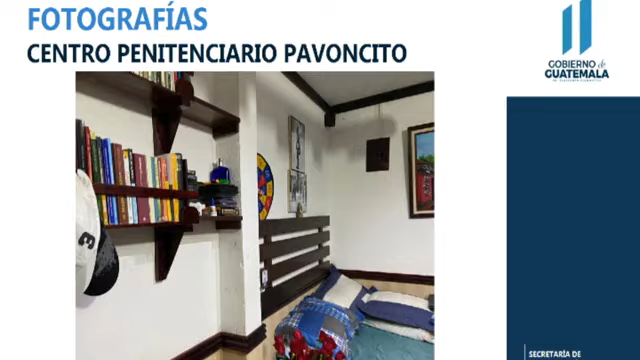 FOTOGRAFÍAS
CENTRO PENITENCIARIO PAVONCITO
GOBIERNO de
GUATEMALA
3
SECRETARÍA DE